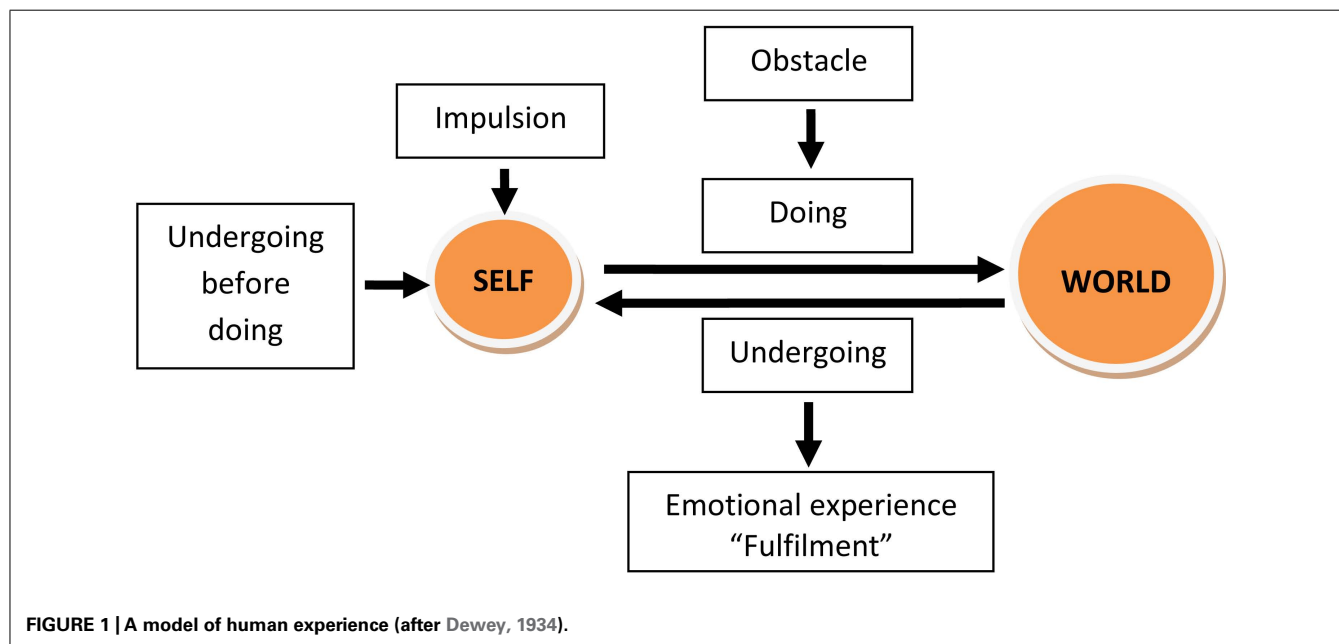 Obstacle
Impulsion
Doing
Undergoing
before
doing
SELF
WORLD
Undergoing
Emotional experience
“Fulfilment”
FIGURE 1 | A model of human experience (after Dewey, 1934).